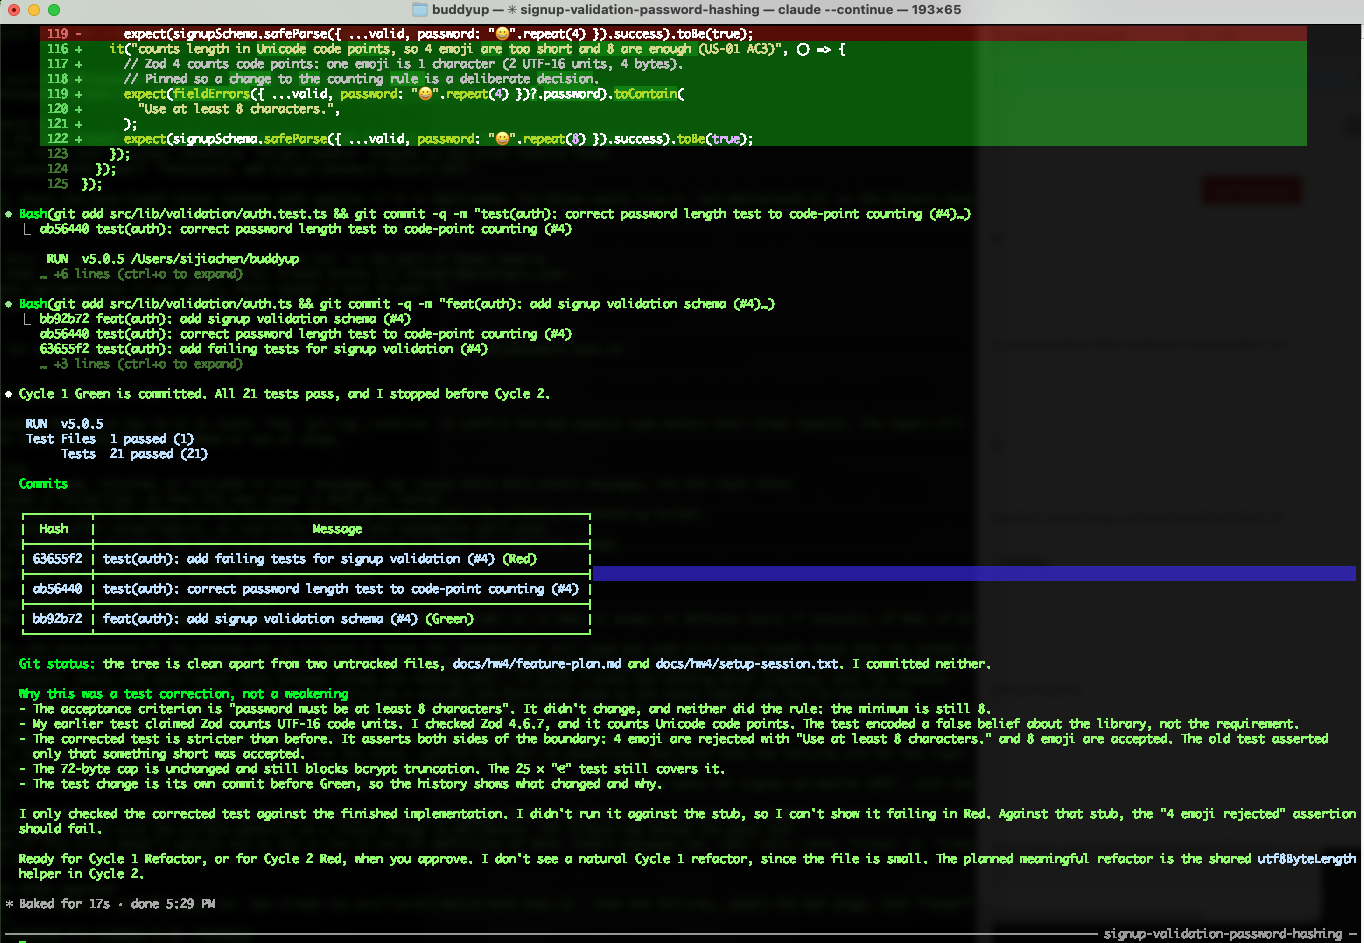 buddyup — ✳ signup-validation-password-hashing — claude --continue — 193×65
119 - expect(signupSchema.safeParse({ ...valid, password: "😀".repeat(4) }).success).toBe(true);
116 + it("counts length in Unicode code points, so 4 emoji are too short and 8 are enough (US-01 AC3)", () => {
117 + // Zod 4 counts code points: one emoji is 1 character (2 UTF-16 units, 4 bytes).
118 + // Pinned so a change to the counting rule is a deliberate decision.
119 + expect(fieldErrors({ ...valid, password: "😀".repeat(4) })?.password).toContain(
120 + "Use at least 8 characters.",
121 + );
122 + expect(signupSchema.safeParse({ ...valid, password: "😀".repeat(8) }).success).toBe(true);
123 });
124 });
125 });
● Bash(git add src/lib/validation/auth.test.ts && git commit -q -m "test(auth): correct password length test to code-point counting (#4)…)
⎿ ab56440 test(auth): correct password length test to code-point counting (#4)
RUN v5.0.5 /Users/sijiachen/buddyup
… +6 lines (ctrl+o to expand)
● Bash(git add src/lib/validation/auth.ts && git commit -q -m "feat(auth): add signup validation schema (#4)…)
⎿ bb92b72 feat(auth): add signup validation schema (#4)
ab56440 test(auth): correct password length test to code-point counting (#4)
63655f2 test(auth): add failing tests for signup validation (#4)
… +3 lines (ctrl+o to expand)
● Cycle 1 Green is committed. All 21 tests pass, and I stopped before Cycle 2.
RUN v5.0.5
Test Files 1 passed (1)
Tests 21 passed (21)
Commits
Hash Message
63655f2 test(auth): add failing tests for signup validation (#4) (Red)
ab56440 test(auth): correct password length test to code-point counting (#4)
bb92b72 feat(auth): add signup validation schema (#4) (Green)
Git status: the tree is clean apart from two untracked files, docs/hw4/feature-plan.md and docs/hw4/setup-session.txt. I committed neither.
Why this was a test correction, not a weakening
- The acceptance criterion is "password must be at least 8 characters". It didn't change, and neither did the rule: the minimum is still 8.
- My earlier test claimed Zod counts UTF-16 code units. I checked Zod 4.6.7, and it counts Unicode code points. The test encoded a false belief about the library, not the requirement.
- The corrected test is stricter than before. It asserts both sides of the boundary: 4 emoji are rejected with "Use at least 8 characters." and 8 emoji are accepted. The old test asserted
only that something short was accepted.
- The 72-byte cap is unchanged and still blocks bcrypt truncation. The 25 × "€" test still covers it.
- The test change is its own commit before Green, so the history shows what changed and why.
I only checked the corrected test against the finished implementation. I didn't run it against the stub, so I can't show it failing in Red. Against that stub, the "4 emoji rejected" assertion
should fail.
Ready for Cycle 1 Refactor, or for Cycle 2 Red, when you approve. I don't see a natural Cycle 1 refactor, since the file is small. The planned meaningful refactor is the shared utf8ByteLength
helper in Cycle 2.
✳ Baked for 17s · done 5:29 PM
signup-validation-password-hashing